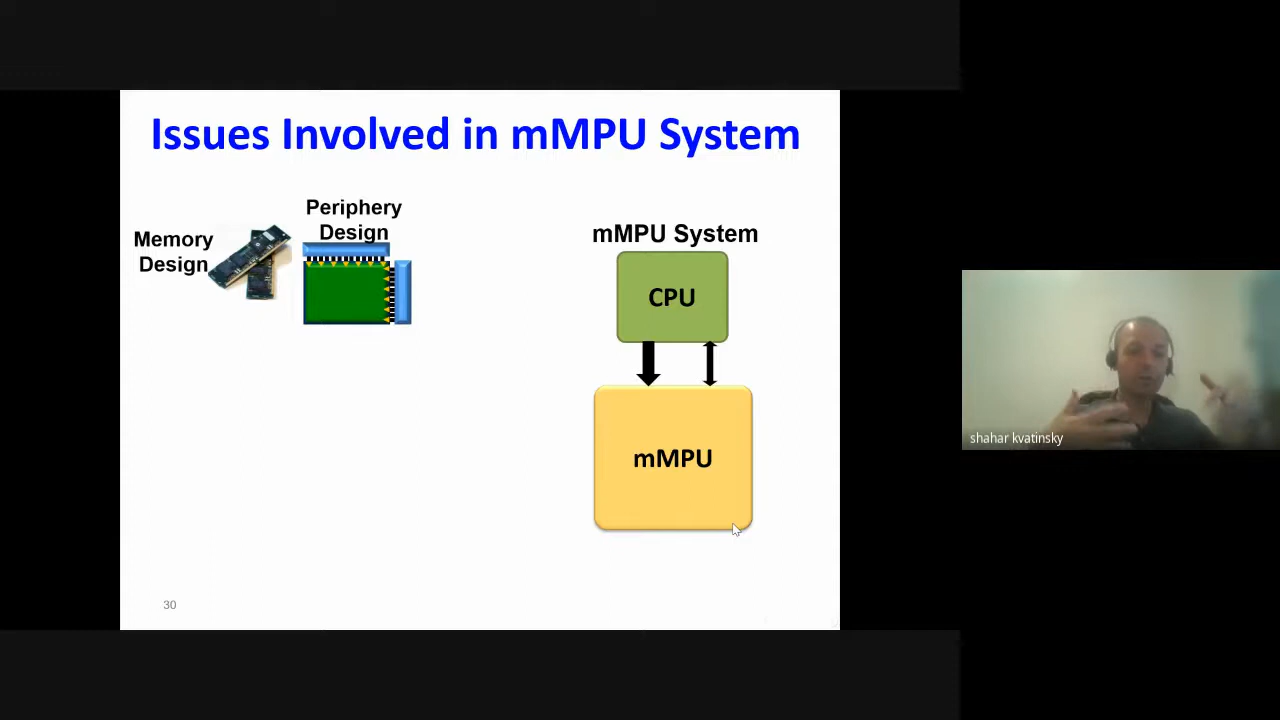 Issues Involved in mMPU System
Periphery
Design
Memory
Design
mMPU System
CPU
mMPU
30
shahar kvatinsky